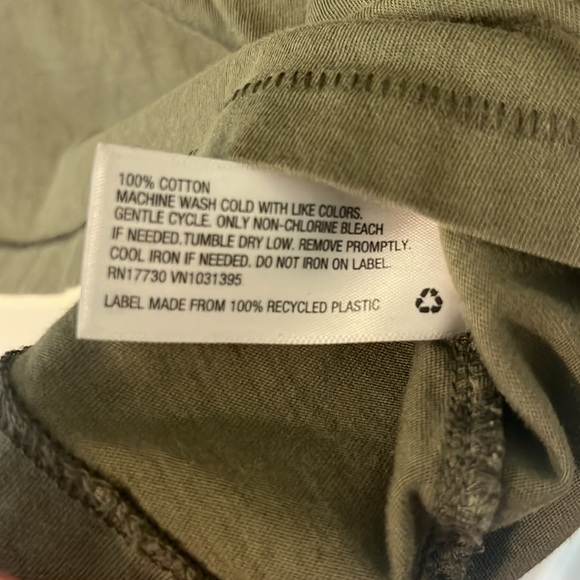 100% COTTON
MACHINE WASH COLD WITH LIKE COLORS.
GENTLE CYCLE. ONLY NON-CHLORINE BLEACH
IF NEEDED.TUMBLE DRY LOW. REMOVE PROMPTLY.
COOL IRON IF NEEDED. DO NOT IRON ON LABEL.
RN17730 VN1031395
LABEL MADE FROM 100% RECYCLED PLASTIC